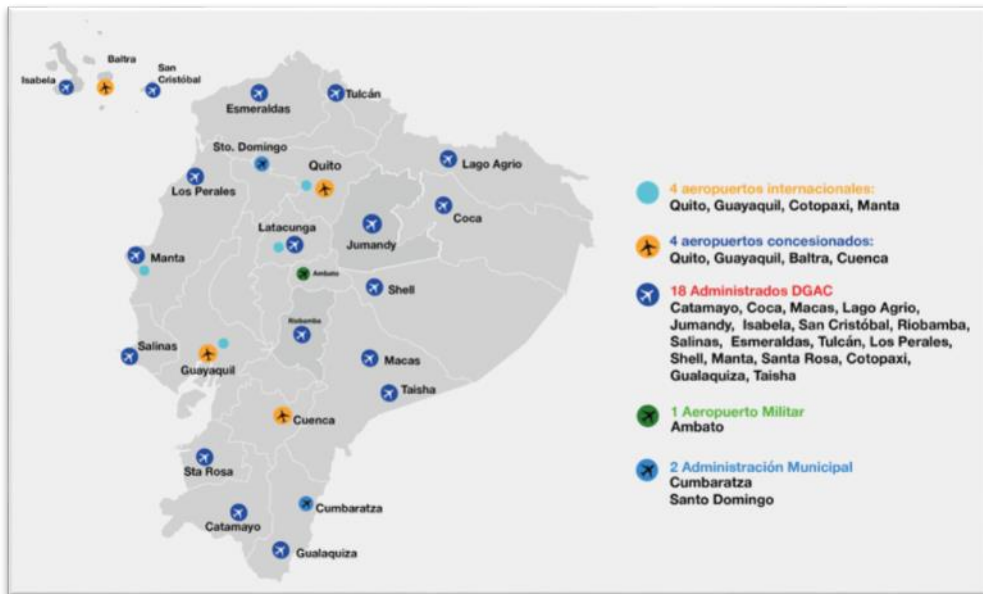 Baltra
San
Cristóbal
Isabela
Esmeraldas
Tulcán
Sto. Domingo
Quito
Lago Agrio
Los Perales
Coca
Latacunga
Jumandy
Manta
Ambato
Shell
Riobamba
Salinas
Guayaquil
Macas
Taisha
Cuenca
Sta Rosa
Cumbaratza
Catamayo
Gualaquiza
4 aeropuertos internacionales:
Quito, Guayaquil, Cotopaxi, Manta
4 aeropuertos concesionados:
Quito, Guayaquil, Baltra, Cuenca
18 Administrados DGAC
Catamayo, Coca, Macas, Lago Agrio,
Jumandy, Isabela, San Cristóbal, Riobamba,
Salinas, Esmeraldas, Tulcán, Los Perales,
Shell, Manta, Santa Rosa, Cotopaxi,
Gualaquiza, Taisha
1 Aeropuerto Militar
Ambato
2 Administración Municipal
Cumbaratza
Santo Domingo